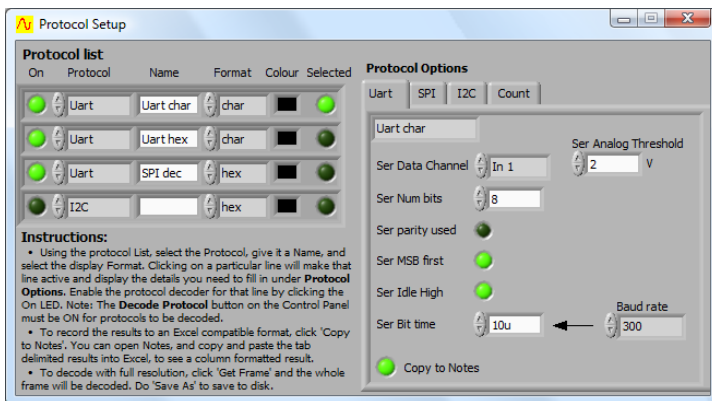 Protocol Setup
Protocol list
On Protocol Name Format Colour Selected
Uart Uart char char
Uart Uart hex char
Uart SPI dec hex
I2C hex
Instructions:
• Using the protocol List, select the Protocol, give it a Name, and
select the display Format. Clicking on a particular line will make that
line active and display the details you need to fill in under Protocol
Options. Enable the protocol decoder for that line by clicking the
On LED. Note: The Decode Protocol button on the Control Panel
must be ON for protocols to be decoded.
• To record the results to an Excel compatible format, click 'Copy
to Notes'. You can open Notes, and copy and paste the tab
delimited results into Excel, to see a column formatted result.
• To decode with full resolution, click 'Get Frame' and the whole
frame will be decoded. Do 'Save As' to save to disk.
Protocol Options
Uart SPI I2C Count
Uart char
Ser Analog Threshold
Ser Data Channel In 1 2 V
Ser Num bits 8
Ser parity used
Ser MSB first
Ser Idle High
Baud rate
Ser Bit time 10u 300
Copy to Notes